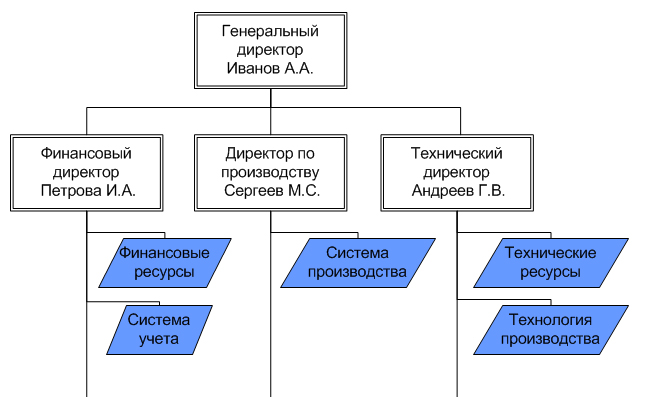 Генеральный
директор
Иванов А.А.
Финансовый
директор
Петрова И.А.
Директор по
производству
Сергеев М.С.
Технический
директор
Андреев Г.В.
Финансовые
ресурсы
Система
производства
Технические
ресурсы
Система
учета
Технология
производства